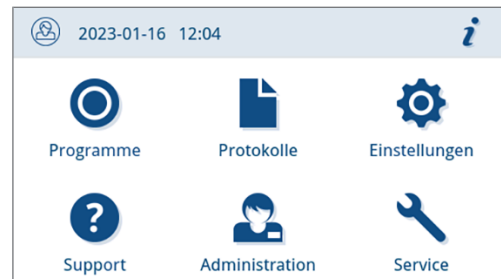 2023-01-16 12:04
Programme Protokolle Einstellungen
Support Administration Service